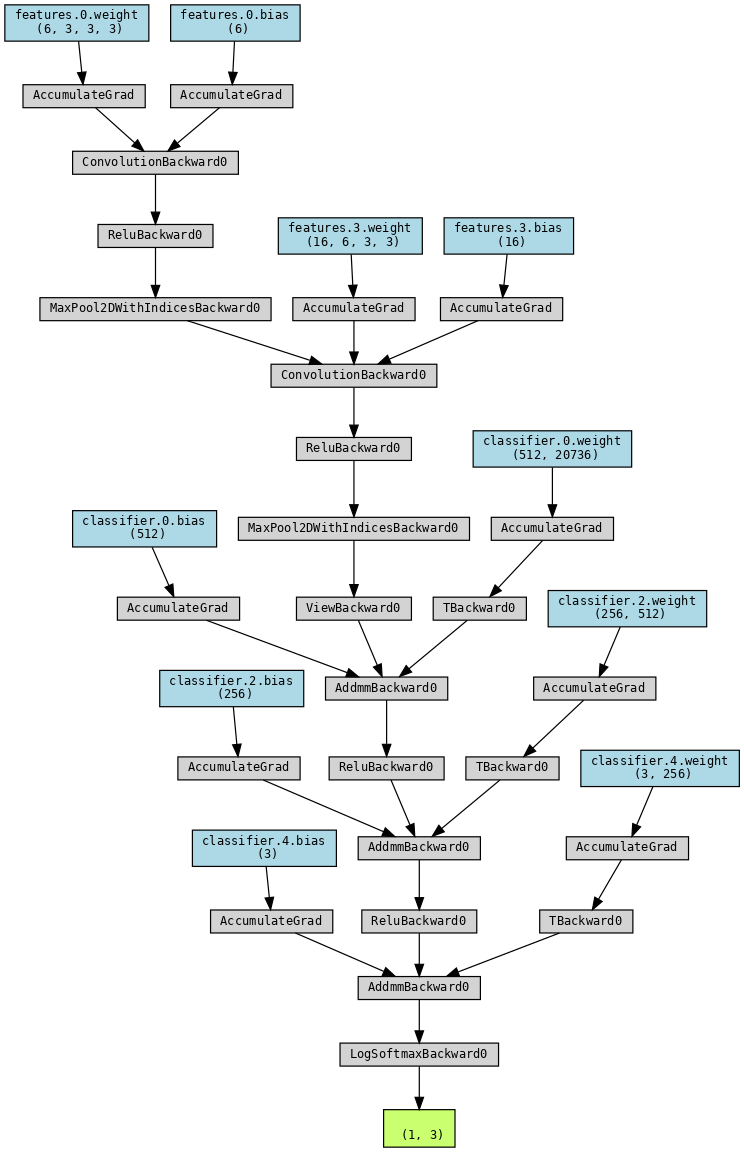 features.0.weight
(6, 3, 3, 3)
features.0.bias
(6)
AccumulateGrad
AccumulateGrad
ConvolutionBackward0
ReluBackward0
features.3.weight
(16, 6, 3, 3)
features.3.bias
(16)
MaxPool2DWithIndicesBackward0
AccumulateGrad
AccumulateGrad
ConvolutionBackward0
ReluBackward0
classifier.0.weight
(512, 20736)
classifier.0.bias
(512)
MaxPool2DWithIndicesBackward0
AccumulateGrad
AccumulateGrad
ViewBackward0
TBackward0
classifier.2.weight
(256, 512)
classifier.2.bias
(256)
AddmmBackward0
AccumulateGrad
AccumulateGrad
ReluBackward0
TBackward0
classifier.4.weight
(3, 256)
classifier.4.bias
(3)
AddmmBackward0
AccumulateGrad
AccumulateGrad
ReluBackward0
TBackward0
AddmmBackward0
LogSoftmaxBackward0
(1, 3)